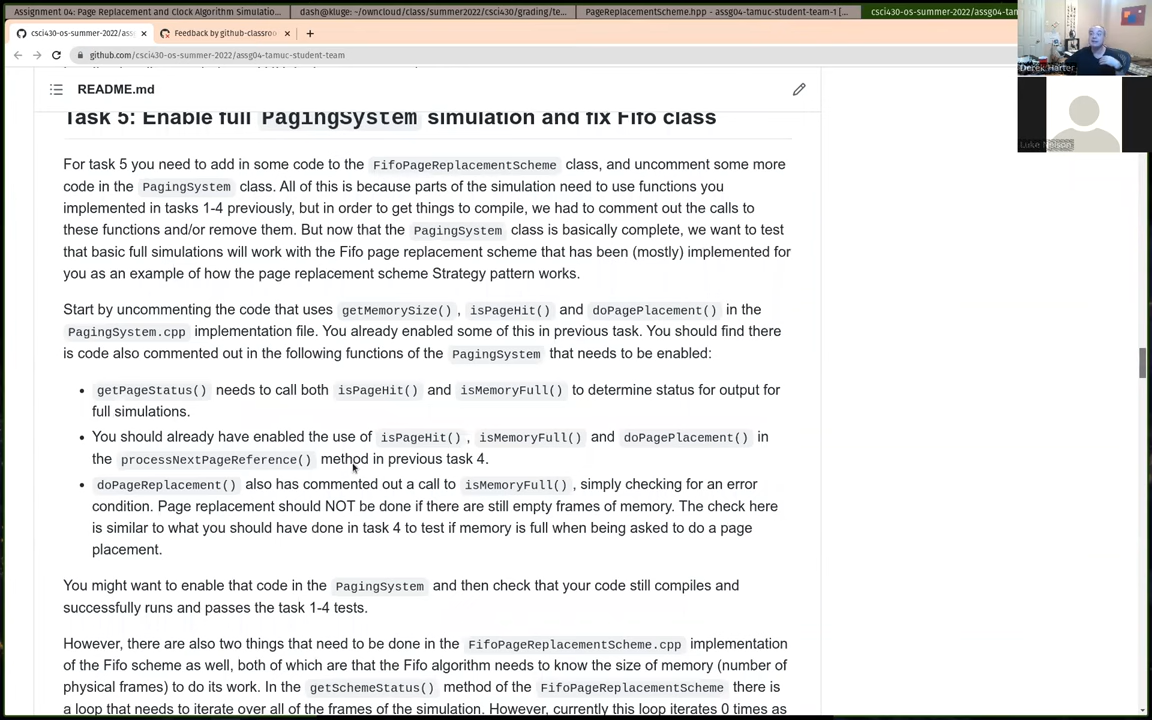 Assignment 04: Page Replacement and Clock Algorithm Simulatio...
dash@kluge: ~/owncloud/class/summer2022/csci430/grading/te...
PageReplacementScheme.hpp - assg04-tamuc-student-team-1 [...
csci430-os-summer-2022/assg04-tam
csci430-os-summer-2022/ass
Feedback by github-classro
github.com/csci430-os-summer-2022/assg04-tamuc-student-team
Derek Harter
Luke Nelson
README.md
Task 5: Enable full PagingSystem simulation and fix Fifo class
For task 5 you need to add in some code to the FifoPageReplacementScheme class, and uncomment some more
code in the PagingSystem class. All of this is because parts of the simulation need to use functions you
implemented in tasks 1-4 previously, but in order to get things to compile, we had to comment out the calls to
these functions and/or remove them. But now that the PagingSystem class is basically complete, we want to test
that basic full simulations will work with the Fifo page replacement scheme that has been (mostly) implemented for
you as an example of how the page replacement scheme Strategy pattern works.
Start by uncommenting the code that uses getMemorySize() , isPageHit() and doPagePlacement() in the
PagingSystem.cpp implementation file. You already enabled some of this in previous task. You should find there
is code also commented out in the following functions of the PagingSystem that needs to be enabled:
• getPageStatus() needs to call both isPageHit() and isMemoryFull() to determine status for output for
full simulations.
• You should already have enabled the use of isPageHit() , isMemoryFull() and doPagePlacement() in
the processNextPageReference() method in previous task 4.
• doPageReplacement() also has commented out a call to isMemoryFull() , simply checking for an error
condition. Page replacement should NOT be done if there are still empty frames of memory. The check here
is similar to what you should have done in task 4 to test if memory is full when being asked to do a page
placement.
You might want to enable that code in the PagingSystem and then check that your code still compiles and
successfully runs and passes the task 1-4 tests.
However, there are also two things that need to be done in the FifoPageReplacementScheme.cpp implementation
of the Fifo scheme as well, both of which are that the Fifo algorithm needs to know the size of memory (number of
physical frames) to do its work. In the getSchemeStatus() method of the FifoPageReplacementScheme there is
a loop that needs to iterate over all of the frames of the simulation. However, currently this loop iterates 0 times as